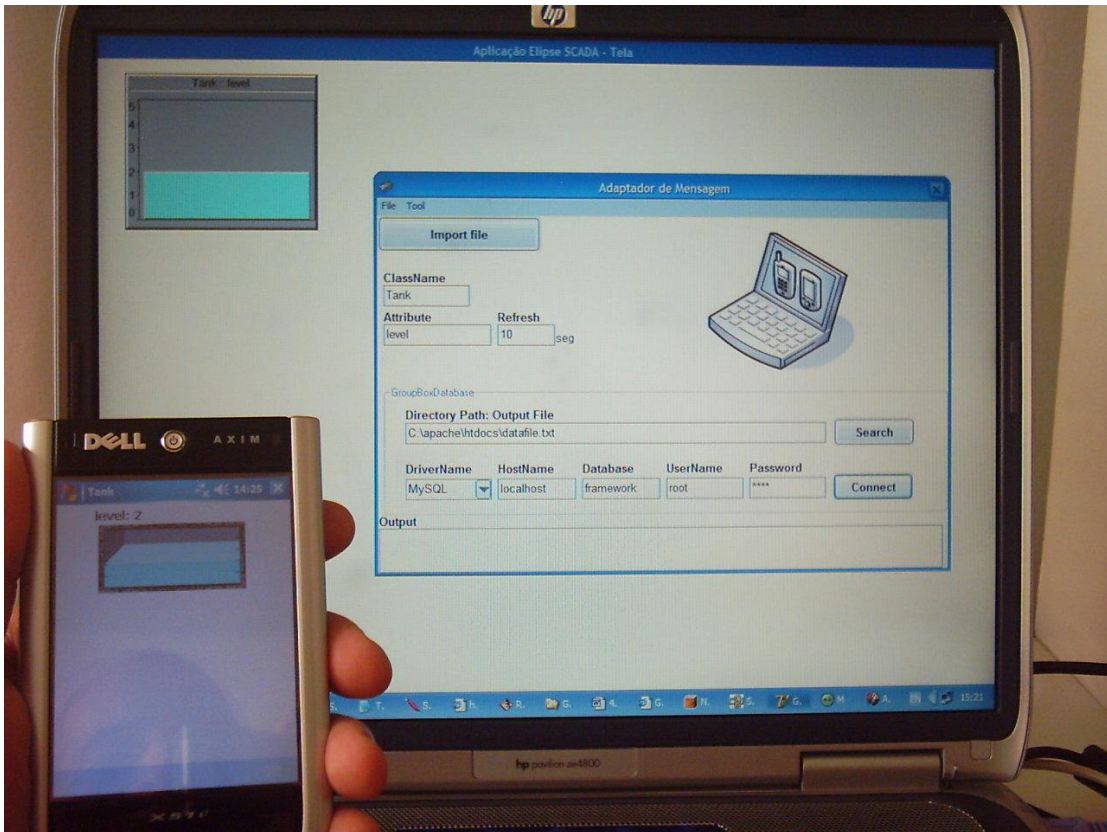 hp
Aplicação Elipse SCADA - Tela
Tank : level
5
4
3
2
1
0
Adaptador de Mensagem
File Tool
Import file
ClassName
Tank
Attribute Refresh
level 10 seg
GroupBoxDatabase
Directory Path: Output File
C:\apache\htdocs\datafile.txt Search
DriverName HostName Database UserName Password
MySQL localhost framework root **** Connect
Output
DELL AXIM
Tank 14:25
level: 2
S. T. S. h. R. G. 4. G. N. S. G. M A. 15:21
hp pavilion ze4800